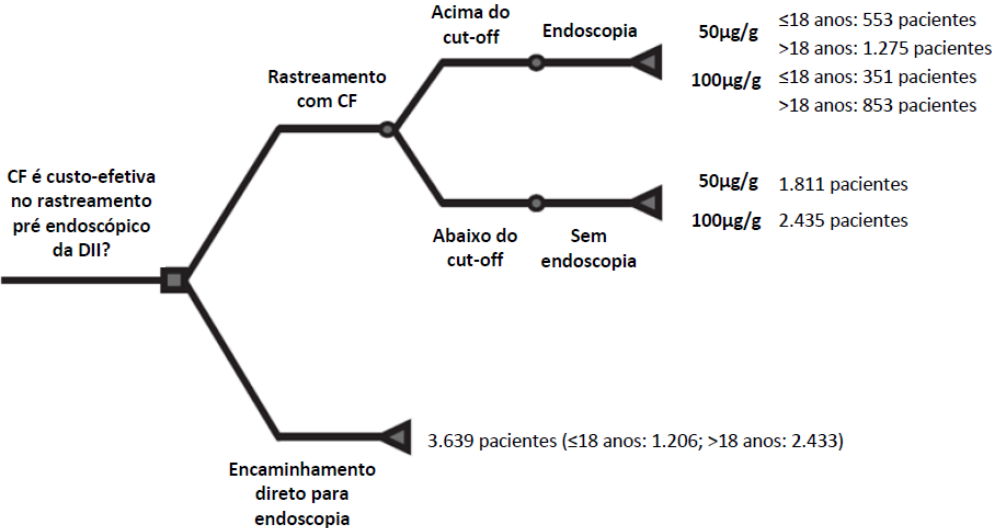 CF é custo-efetiva
no rastreamento
pré endoscópico
da DII?
Rastreamento
com CF
Acima do
cut-off
Endoscopia
50µg/g
≤18 anos: 553 pacientes
>18 anos: 1.275 pacientes
100µg/g
≤18 anos: 351 pacientes
>18 anos: 853 pacientes
Abaixo do
cut-off
Sem
endoscopia
50µg/g 1.811 pacientes
100µg/g 2.435 pacientes
Encaminhamento
direto para
endoscopia
3.639 pacientes (≤18 anos: 1.206; >18 anos: 2.433)